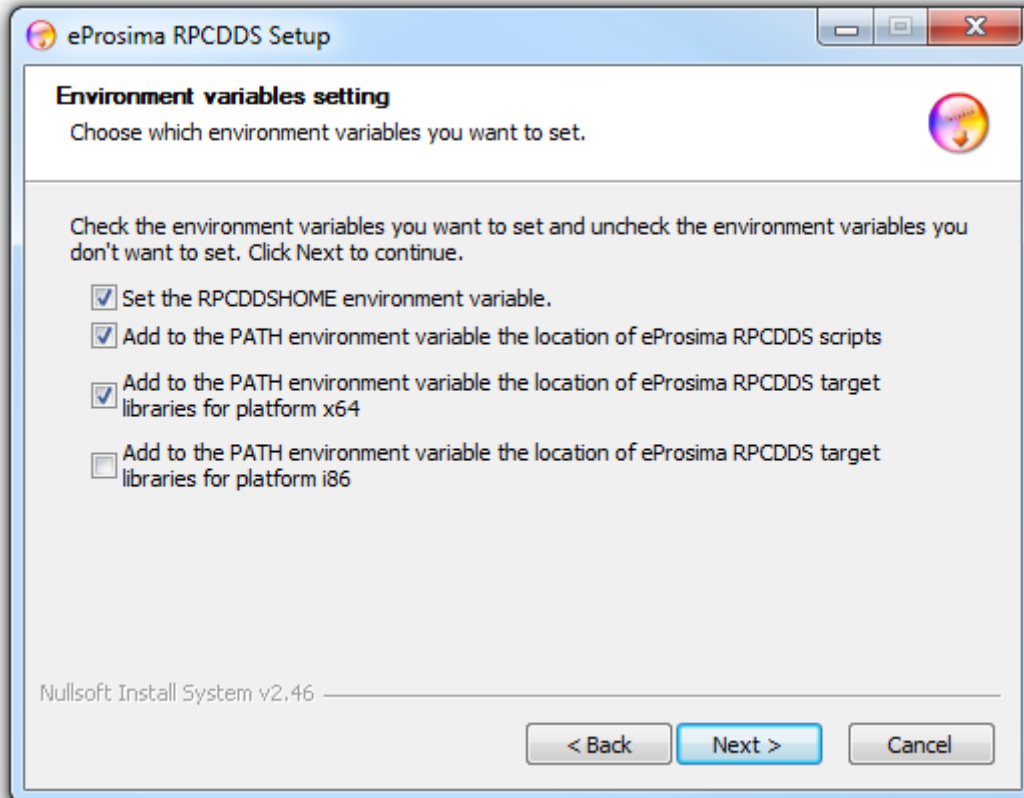 eProsima RPCDDS Setup
Environment variables setting
Choose which environment variables you want to set.
Check the environment variables you want to set and uncheck the environment variables you
don't want to set. Click Next to continue.
Set the RPCDDSHOME environment variable.
Add to the PATH environment variable the location of eProsima RPCDDS scripts
Add to the PATH environment variable the location of eProsima RPCDDS target
libraries for platform x64
Add to the PATH environment variable the location of eProsima RPCDDS target
libraries for platform i86
Nullsoft Install System v2.46
< Back
Next >
Cancel